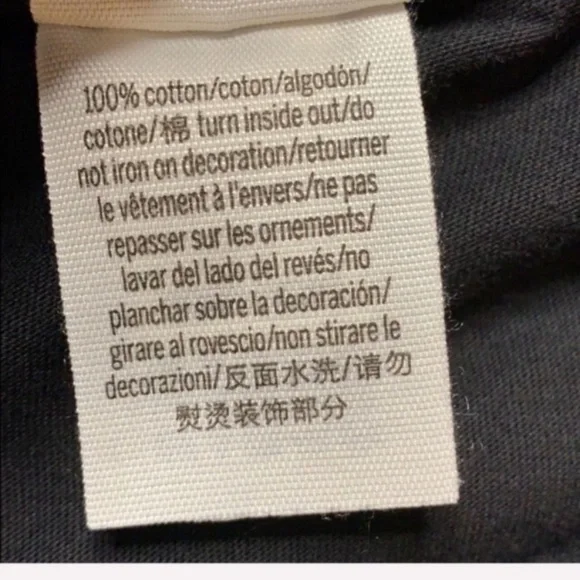 100% cotton/coton/algodón/
cotone/棉 turn inside out/do
not iron on decoration/retourner
le vêtement à l'envers/ne pas
repasser sur les ornements/
lavar del lado del revés/no
planchar sobre la decoración/
girare al rovescio/non stirare le
decorazioni/反面水洗/请勿
熨烫装饰部分